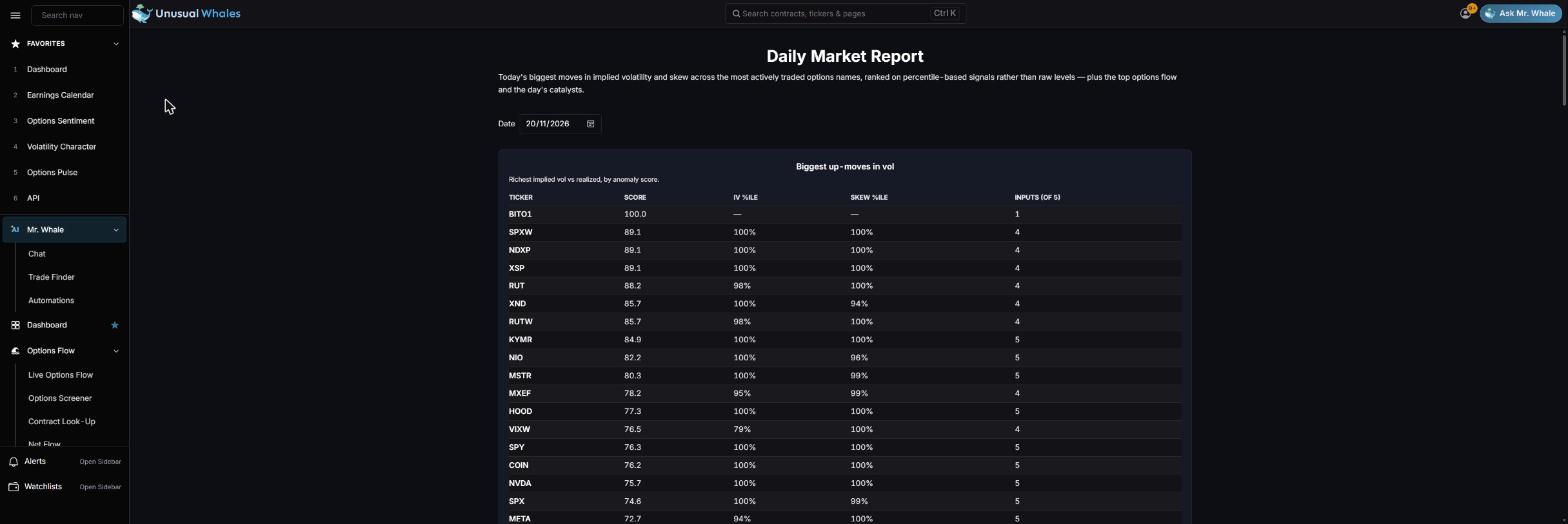 Search nav
Unusual Whales
Search contracts, tickers & pages
Ctrl K
9+
Ask Mr. Whale
FAVORITES
1 Dashboard
2 Earnings Calendar
3 Options Sentiment
4 Volatility Character
5 Options Pulse
6 API
AI Mr. Whale
Chat
Trade Finder
Automations
Dashboard
Options Flow
Live Options Flow
Options Screener
Contract Look-Up
Net Flow
Alerts Open Sidebar
Watchlists Open Sidebar
Daily Market Report
Today's biggest moves in implied volatility and skew across the most actively traded options names, ranked on percentile-based signals rather than raw levels — plus the top options flow
and the day's catalysts.
Date 20/11/2026
Biggest up-moves in vol
Richest implied vol vs realized, by anomaly score.
TICKER SCORE IV %ILE SKEW %ILE INPUTS (OF 5)
BITO1 100.0 — — 1
SPXW 89.1 100% 100% 4
NDXP 89.1 100% 100% 4
XSP 89.1 100% 100% 4
RUT 88.2 98% 100% 4
XND 85.7 100% 94% 4
RUTW 85.7 98% 100% 4
KYMR 84.9 100% 100% 5
NIO 82.2 100% 96% 5
MSTR 80.3 100% 99% 5
MXEF 78.2 95% 99% 4
HOOD 77.3 100% 100% 5
VIXW 76.5 79% 100% 4
SPY 76.3 100% 100% 5
COIN 76.2 100% 100% 5
NVDA 75.7 100% 100% 5
SPX 74.6 100% 99% 5
META 72.7 94% 100% 5